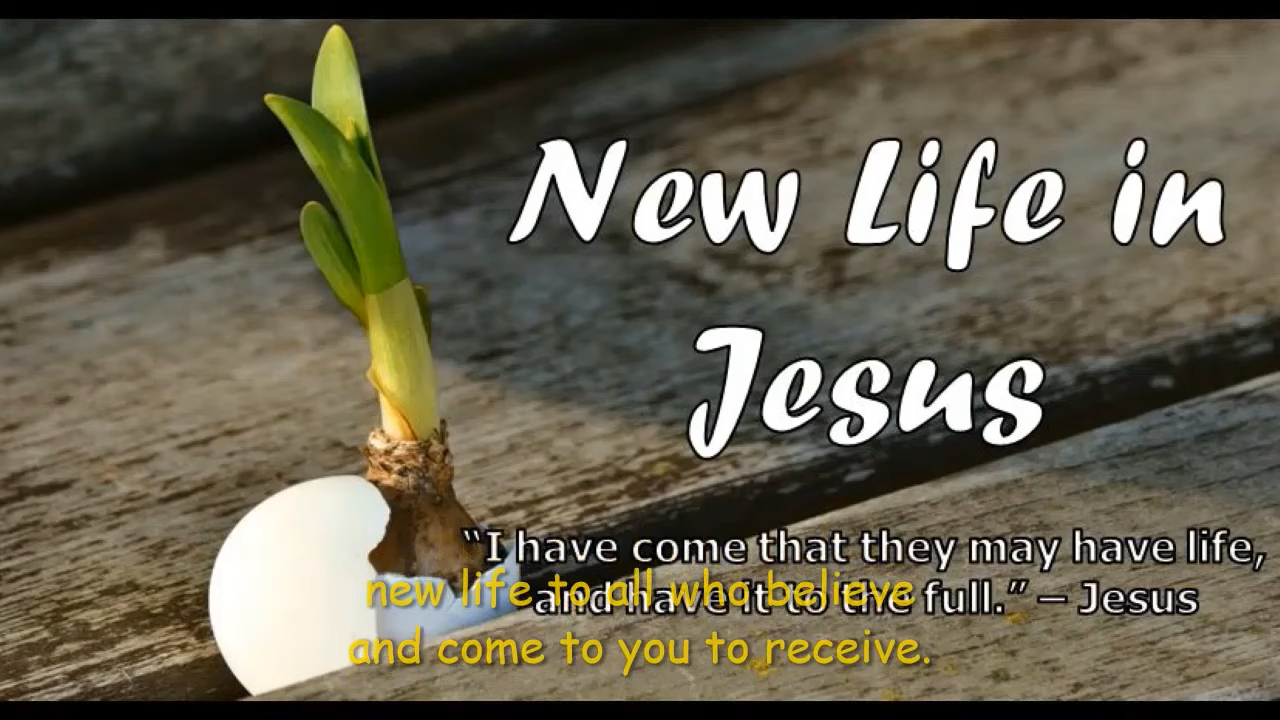 New Life in
Jesus
“I have come that they may have life,
and have it to the full.” – Jesus
new life to all who believe
and come to you to receive.